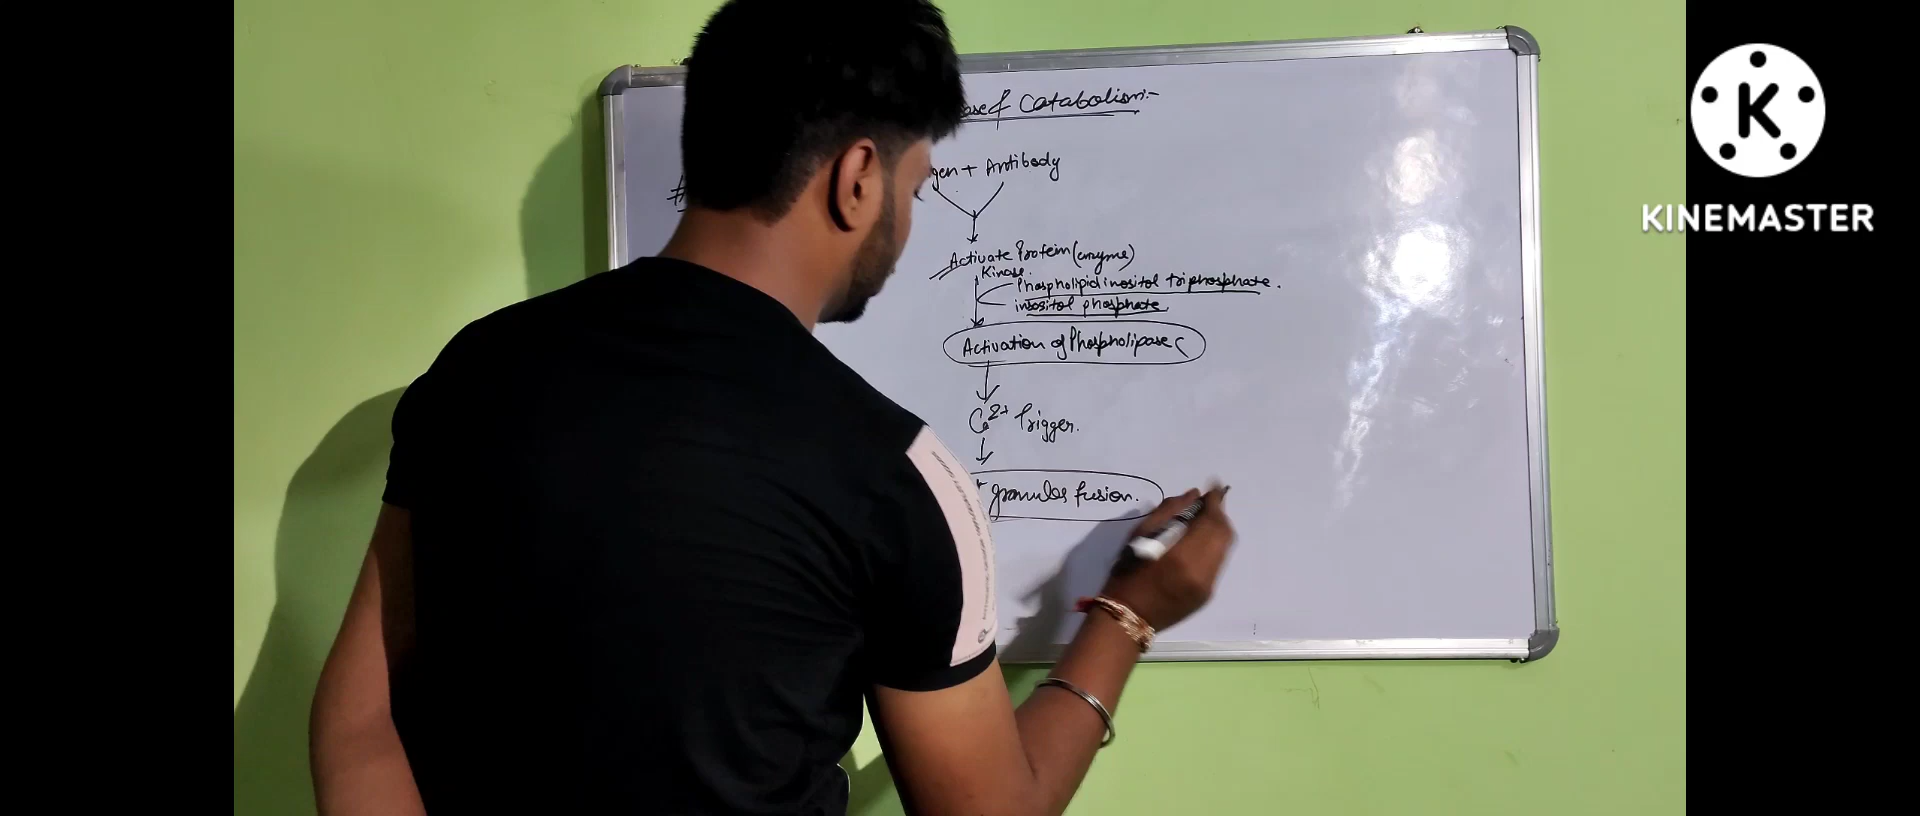 & Catabolism:-
+ Antibody
Activate Protein (enzyme)
Kinase.
Phospholipid inositol triphosphate.
inositol phosphate.
Activation of Phospholipase C
Ca2+ Trigger.
granules fusion.
K
KINEMASTER